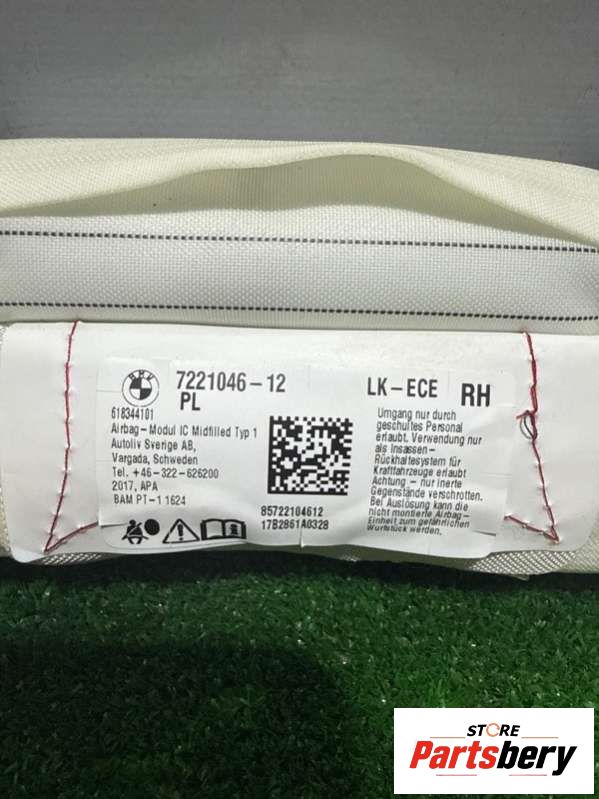 BMW
7221046-12
PL
618344101
Airbag-Modul IC Midfilled Typ 1
Autoliv Sverige AB,
Vargada, Schweden
Tel. +46-322-626200
2017, APA
BAM PT-1 1624
85722104612
17B2861A0328
LK-ECE RH
Umgang nur durch
geschultes Personal
erlaubt. Verwendung nur
als Insassen-
Rückhaltesystem für
Kraftfahrzeuge erlaubt
Achtung - nur inerte
Gegenstände verschrotten.
Bei Auslösung kann die
nicht montierte Airbag-
Einheit zum gefährlichen
Wurfstück werden.
STORE
Partsbery